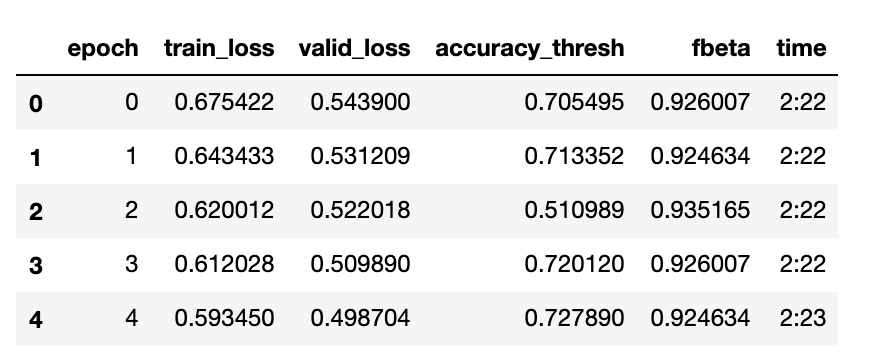 epoch train_loss valid_loss accuracy_thresh fbeta time
0 0 0.675422 0.543900 0.705495 0.926007 2:22
1 1 0.643433 0.531209 0.713352 0.924634 2:22
2 2 0.620012 0.522018 0.510989 0.935165 2:22
3 3 0.612028 0.509890 0.720120 0.926007 2:22
4 4 0.593450 0.498704 0.727890 0.924634 2:23